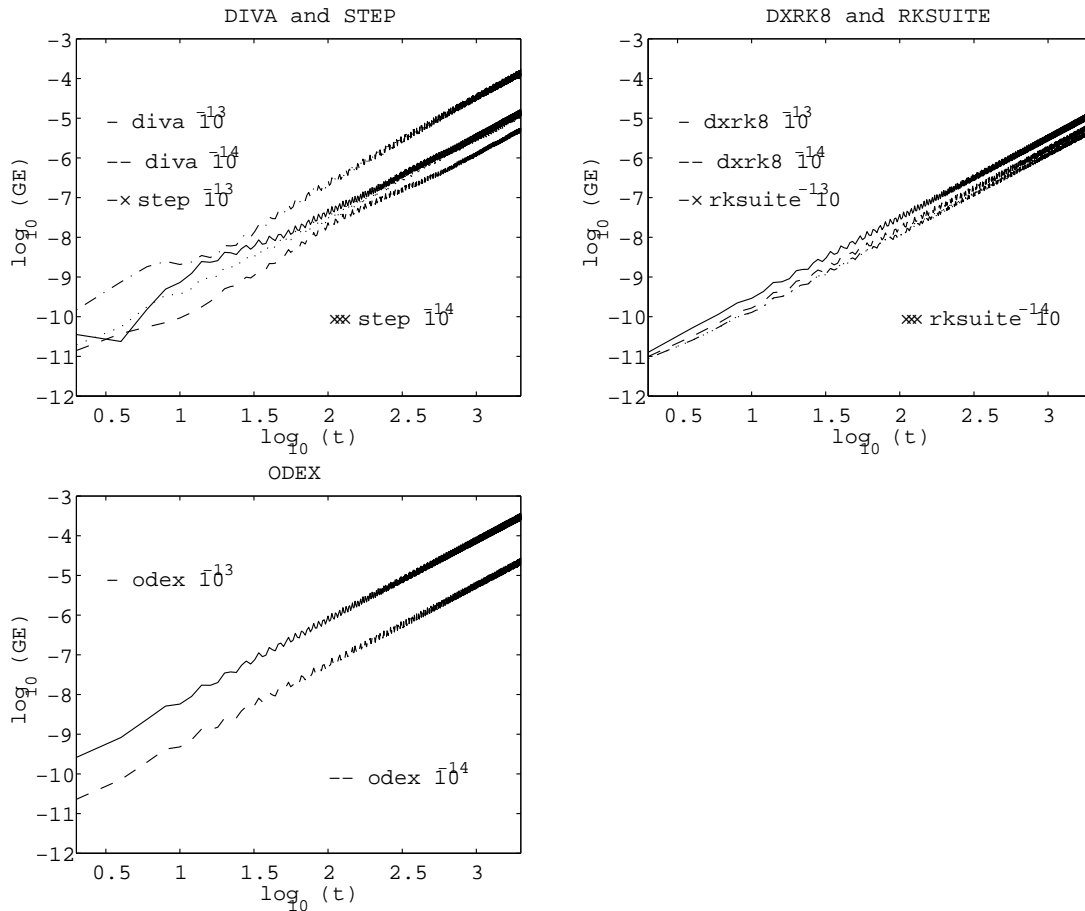 DIVA and STEP
−3
−4
−5
−6
−7
−8
−9
−10
−11
−12
log10 (GE)
− diva 10−13
−− diva 10−14
−× step 10−13
××× step 10−14
0.5 1 1.5 2 2.5 3
log10 (t)
DXRK8 and RKSUITE
−3
−4
−5
−6
−7
−8
−9
−10
−11
−12
log10 (GE)
− dxrk8 10−13
−− dxrk8 10−14
−× rksuite 10−13
××× rksuite 10−14
0.5 1 1.5 2 2.5 3
log10 (t)
ODEX
−3
−4
−5
−6
−7
−8
−9
−10
−11
−12
log10 (GE)
− odex 10−13
−− odex 10−14
0.5 1 1.5 2 2.5 3
log10 (t)